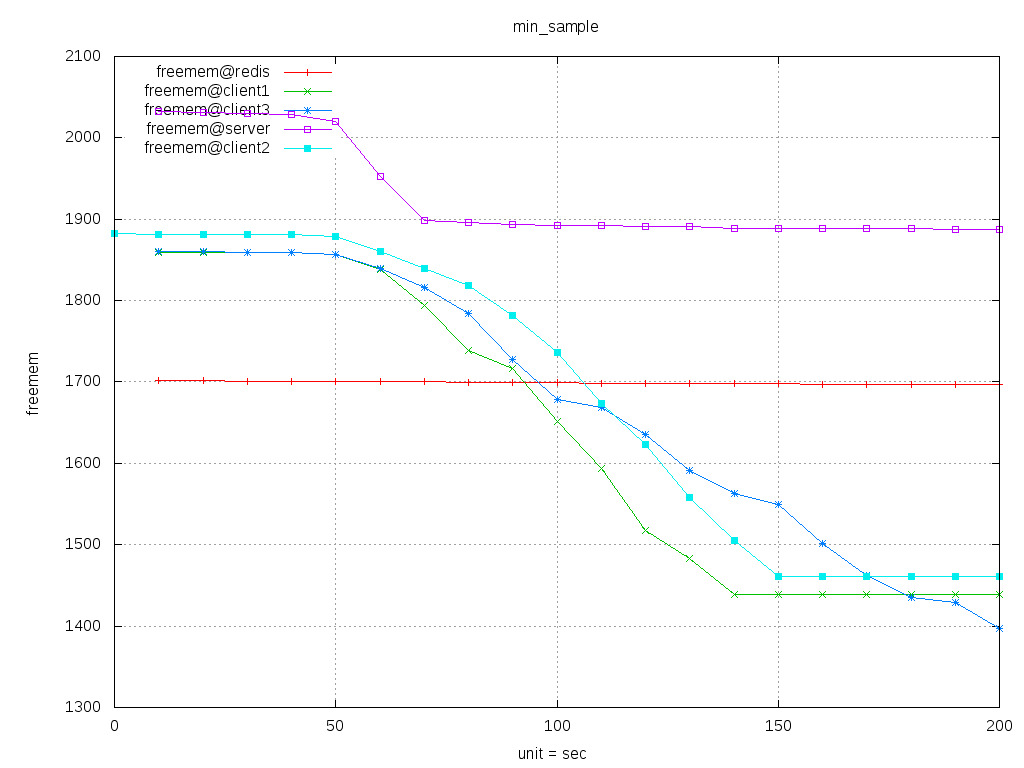 min_sample
2100
2000
1900
1800
1700
1600
1500
1400
1300
freemem
freemem@redis
freemem@client1
freemem@client3
freemem@server
freemem@client2
0 50 100 150 200
unit = sec